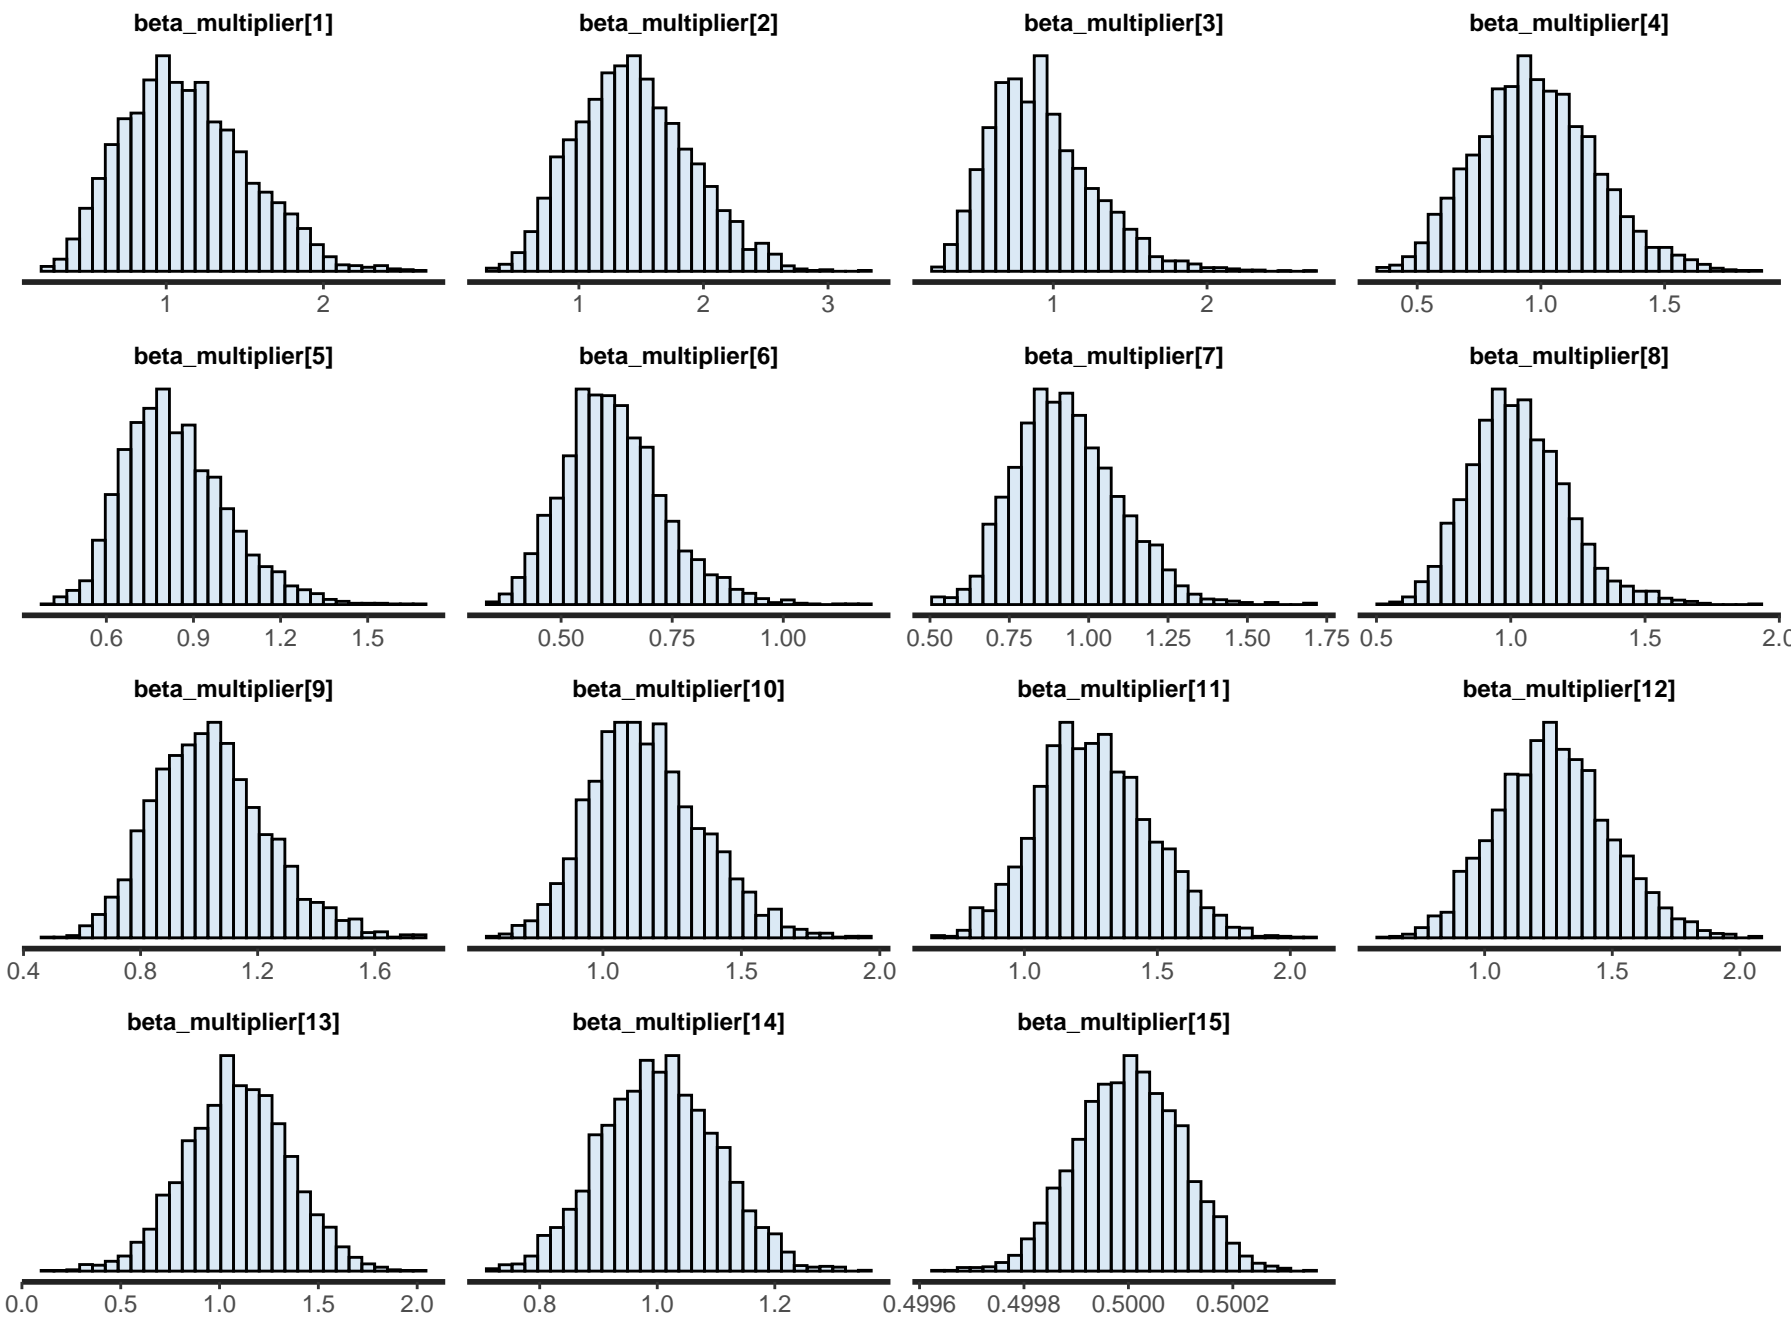 beta_multiplier[1] beta_multiplier[2] beta_multiplier[3] beta_multiplier[4]
1 2 1 2 3 1 2 0.5 1.0 1.5
beta_multiplier[5] beta_multiplier[6] beta_multiplier[7] beta_multiplier[8]
0.6 0.9 1.2 1.5 0.50 0.75 1.00 0.50 0.75 1.00 1.25 1.50 1.75 0.5 1.0 1.5 2.0
beta_multiplier[9] beta_multiplier[10] beta_multiplier[11] beta_multiplier[12]
0.4 0.8 1.2 1.6 1.0 1.5 2.0 1.0 1.5 2.0 1.0 1.5 2.0
beta_multiplier[13] beta_multiplier[14] beta_multiplier[15]
0.0 0.5 1.0 1.5 2.0 0.8 1.0 1.2 0.4996 0.4998 0.5000 0.5002